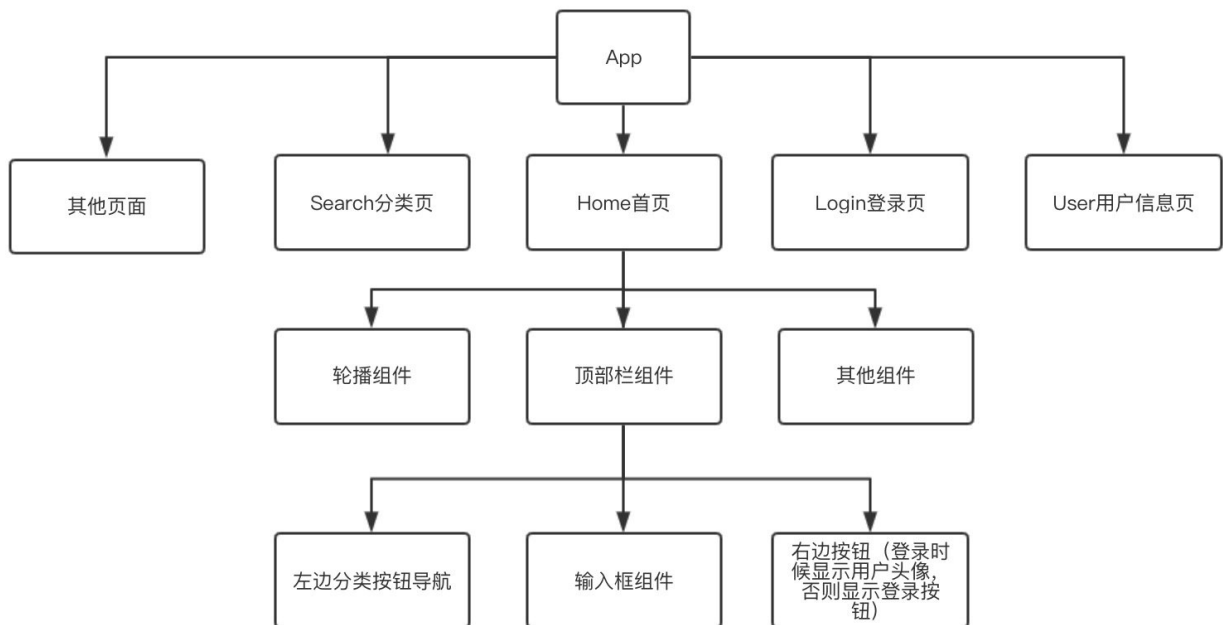 App
其他页面
Search分类页
Home首页
Login登录页
User用户信息页
轮播组件
顶部栏组件
其他组件
左边分类按钮导航
输入框组件
右边按钮（登录时
候显示用户头像，
否则显示登录按
钮）